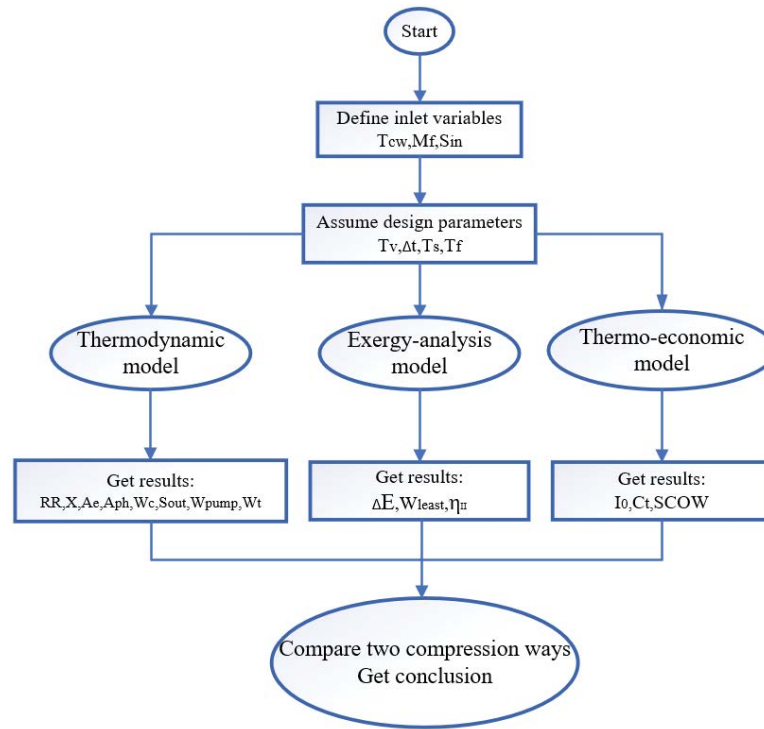 Start
Define inlet variables
Tcw,Mf,Sin
Assume design parameters
Tv,Δt,Ts,Tf
Thermodynamic
model
Exergy-analysis
model
Thermo-economic
model
Get results:
RR,X,Ae,Aph,Wc,Sout,Wpump,Wt
Get results:
ΔE,Wleast,ηII
Get results:
I0,Ct,SCOW
Compare two compression ways
Get conclusion